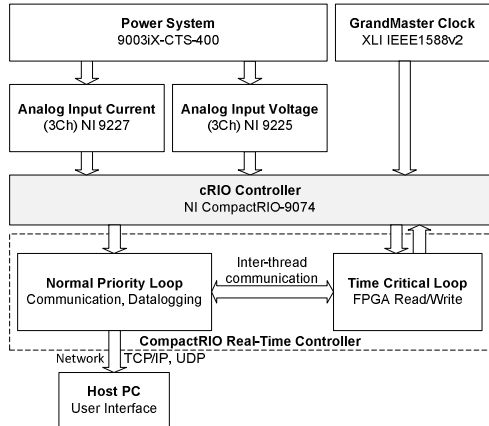 Power System
9003iX-CTS-400
GrandMaster Clock
XLI IEEE1588v2
Analog Input Current
(3Ch) NI 9227
Analog Input Voltage
(3Ch) NI 9225
cRIO Controller
NI CompactRIO-9074
Normal Priority Loop
Communication, Datalogging
Inter-thread
communication
Time Critical Loop
FPGA Read/Write
CompactRIO Real-Time Controller
Network TCP/IP, UDP
Host PC
User Interface